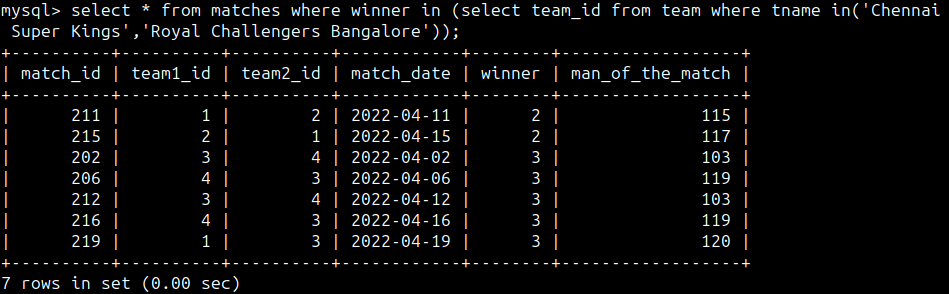 mysql> select * from matches where winner in (select team_id from team where tname in('Chennai
 Super Kings','Royal Challengers Bangalore'));
+----------+----------+----------+------------+--------+------------------+
| match_id | team1_id | team2_id | match_date | winner | man_of_the_match |
+----------+----------+----------+------------+--------+------------------+
|      211 |        1 |        2 | 2022-04-11 |      2 |              115 |
|      215 |        2 |        1 | 2022-04-15 |      2 |              117 |
|      202 |        3 |        4 | 2022-04-02 |      3 |              103 |
|      206 |        4 |        3 | 2022-04-06 |      3 |              119 |
|      212 |        3 |        4 | 2022-04-12 |      3 |              103 |
|      216 |        4 |        3 | 2022-04-16 |      3 |              119 |
|      219 |        1 |        3 | 2022-04-19 |      3 |              120 |
+----------+----------+----------+------------+--------+------------------+
7 rows in set (0.00 sec)